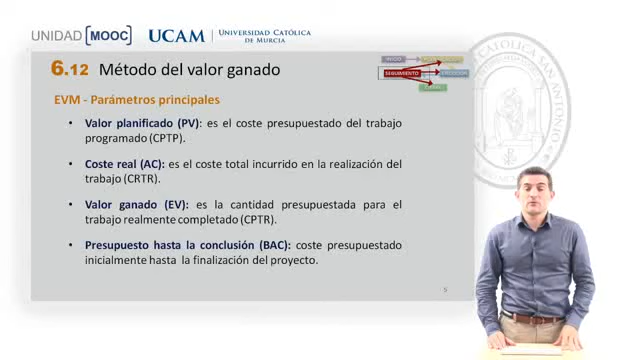 UNIDAD [MOOC] UCAM | UNIVERSIDAD CATÓLICA
DE MURCIA
6.12 Método del valor ganado
INICIO
SEGUIMIENTO
EVM - Parámetros principales
• Valor planificado (PV): es el coste presupuestado del trabajo
programado (CPTP).
• Coste real (AC): es el coste total incurrido en la realización del
trabajo (CRTR).
• Valor ganado (EV): es la cantidad presupuestada para el
trabajo realmente completado (CPTR).
• Presupuesto hasta la conclusión (BAC): coste presupuestado
inicialmente hasta la finalización del proyecto.
5